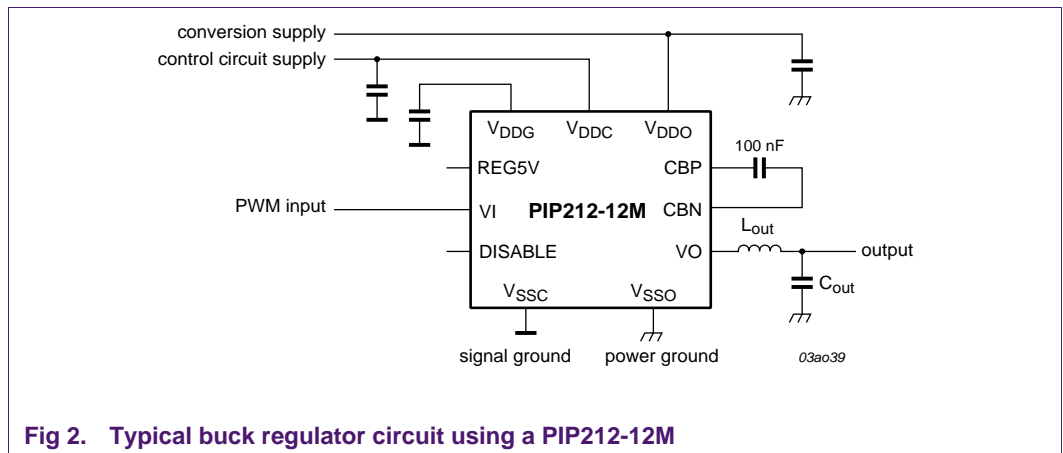 conversion supply
control circuit supply
VDDG VDDC VDDO
100 nF
REG5V CBP
PWM input VI PIP212-12M CBN
Lout
DISABLE VO output
Cout
VSSC VSSO
signal ground power ground 03ao39
Fig 2. Typical buck regulator circuit using a PIP212-12M